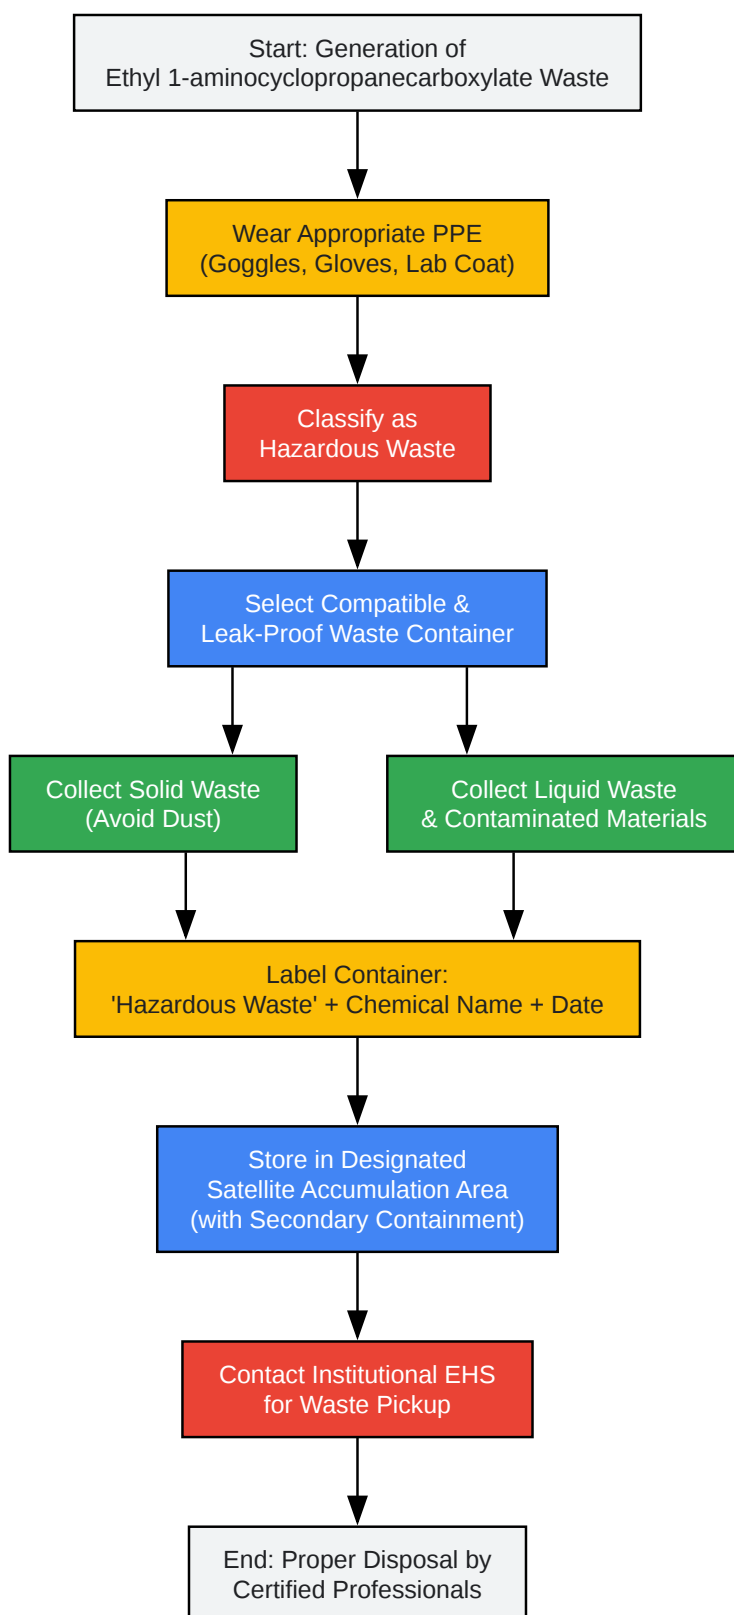 Start: Generation of
Ethyl 1-aminocyclopropanecarboxylate Waste
Wear Appropriate PPE
(Goggles, Gloves, Lab Coat)
Classify as
Hazardous Waste
Select Compatible &
Leak-Proof Waste Container
Collect Solid Waste
(Avoid Dust)
Collect Liquid Waste
& Contaminated Materials
Label Container:
'Hazardous Waste' + Chemical Name + Date
Store in Designated
Satellite Accumulation Area
(with Secondary Containment)
Contact Institutional EHS
for Waste Pickup
End: Proper Disposal by
Certified Professionals